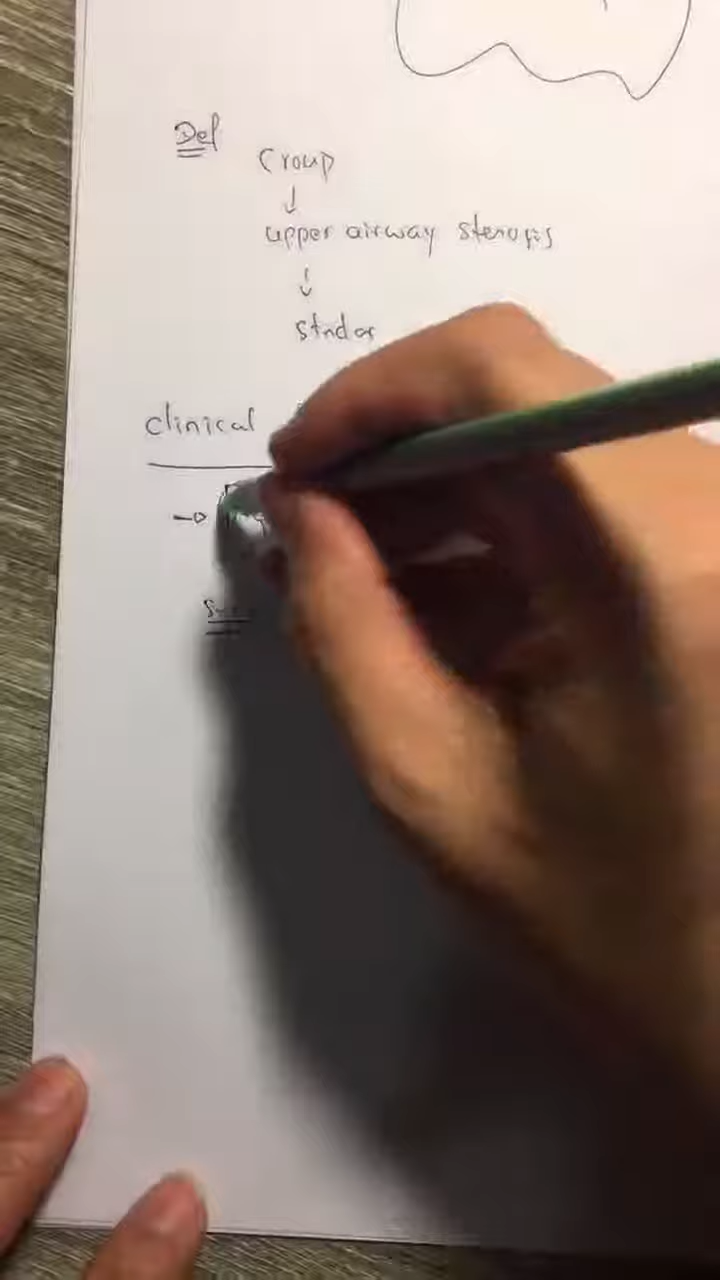 Def
Croup
↓
upper airway stenosis
↓
stridor
clinical